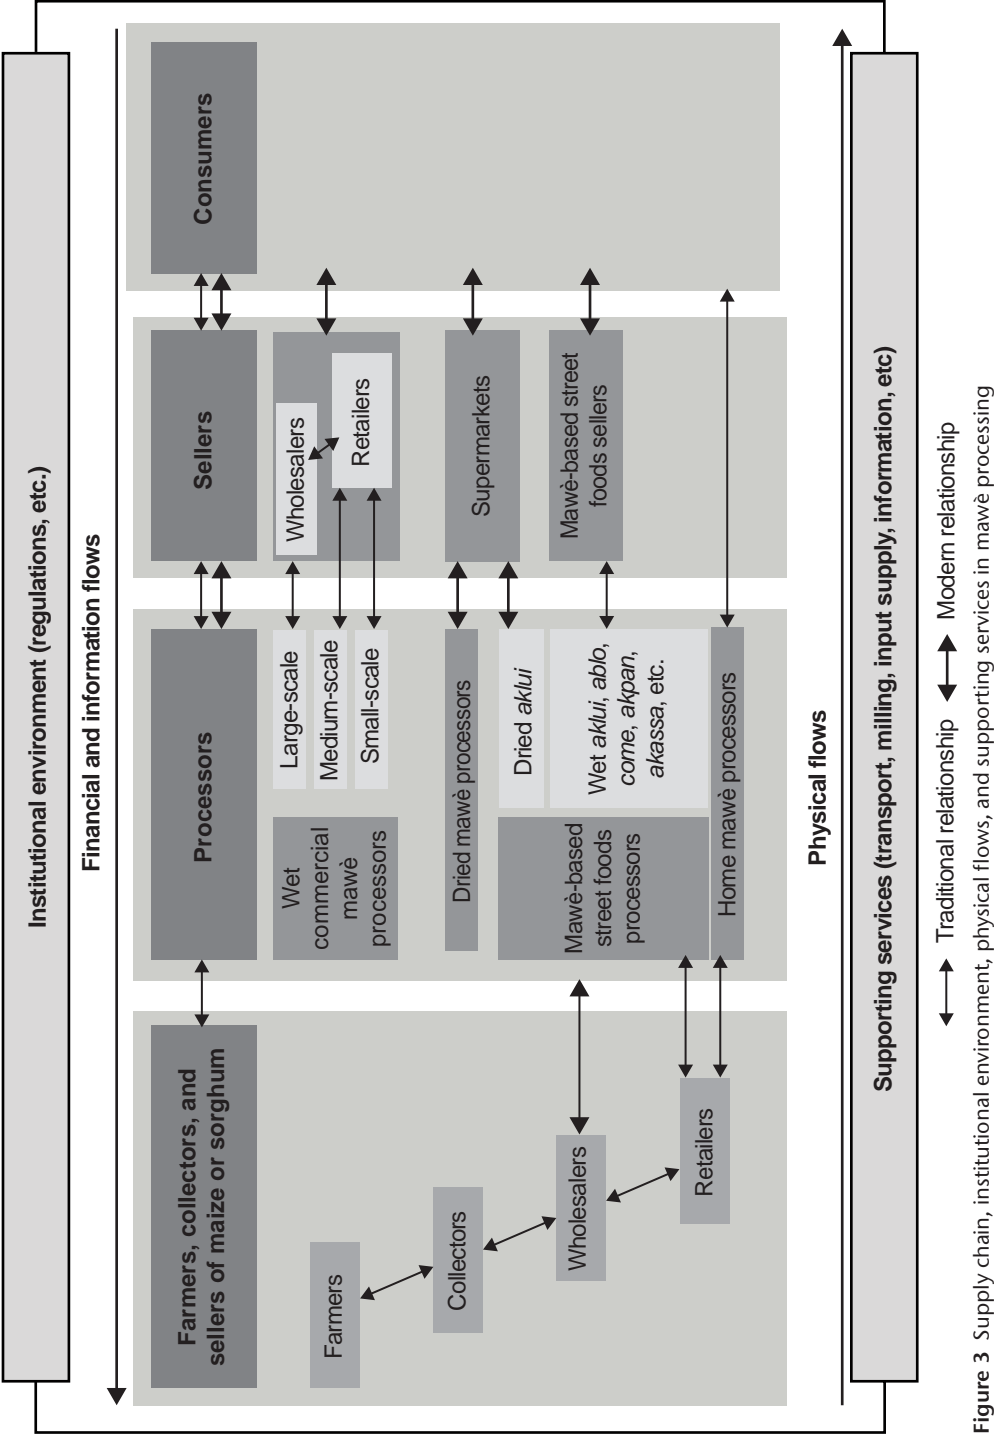 Institutional environment (regulations, etc.)
Financial and information flows
Farmers, collectors, and
sellers of maize or sorghum
Processors
Sellers
Consumers
Farmers
Collectors
Wholesalers
Retailers
Wet
commercial
mawè
processors
Large-scale
Medium-scale
Small-scale
Dried mawè processors
Mawè-based
street foods
processors
Dried aklui
Wet aklui, ablo,
come, akpan,
akassa, etc.
Home mawè processors
Wholesalers
Retailers
Supermarkets
Mawè-based street
foods sellers
Physical flows
Supporting services (transport, milling, input supply, information, etc)
Traditional relationship
Modern relationship
Figure 3 Supply chain, institutional environment, physical flows, and supporting services in mawè processing